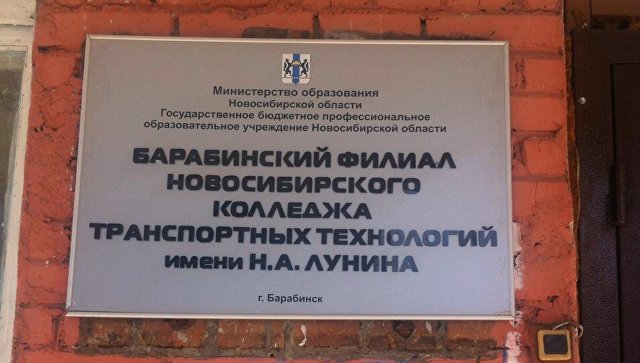 Министерство образования
Новосибирской области
Государственное бюджетное профессиональное
образовательное учреждение Новосибирской области
БАРАБИНСКИЙ ФИЛИАЛ
НОВОСИБИРСКОГО
КОЛЛЕДЖА
ТРАНСПОРТНЫХ ТЕХНОЛОГИЙ
имени Н.А. ЛУНИНА
г. Барабинск